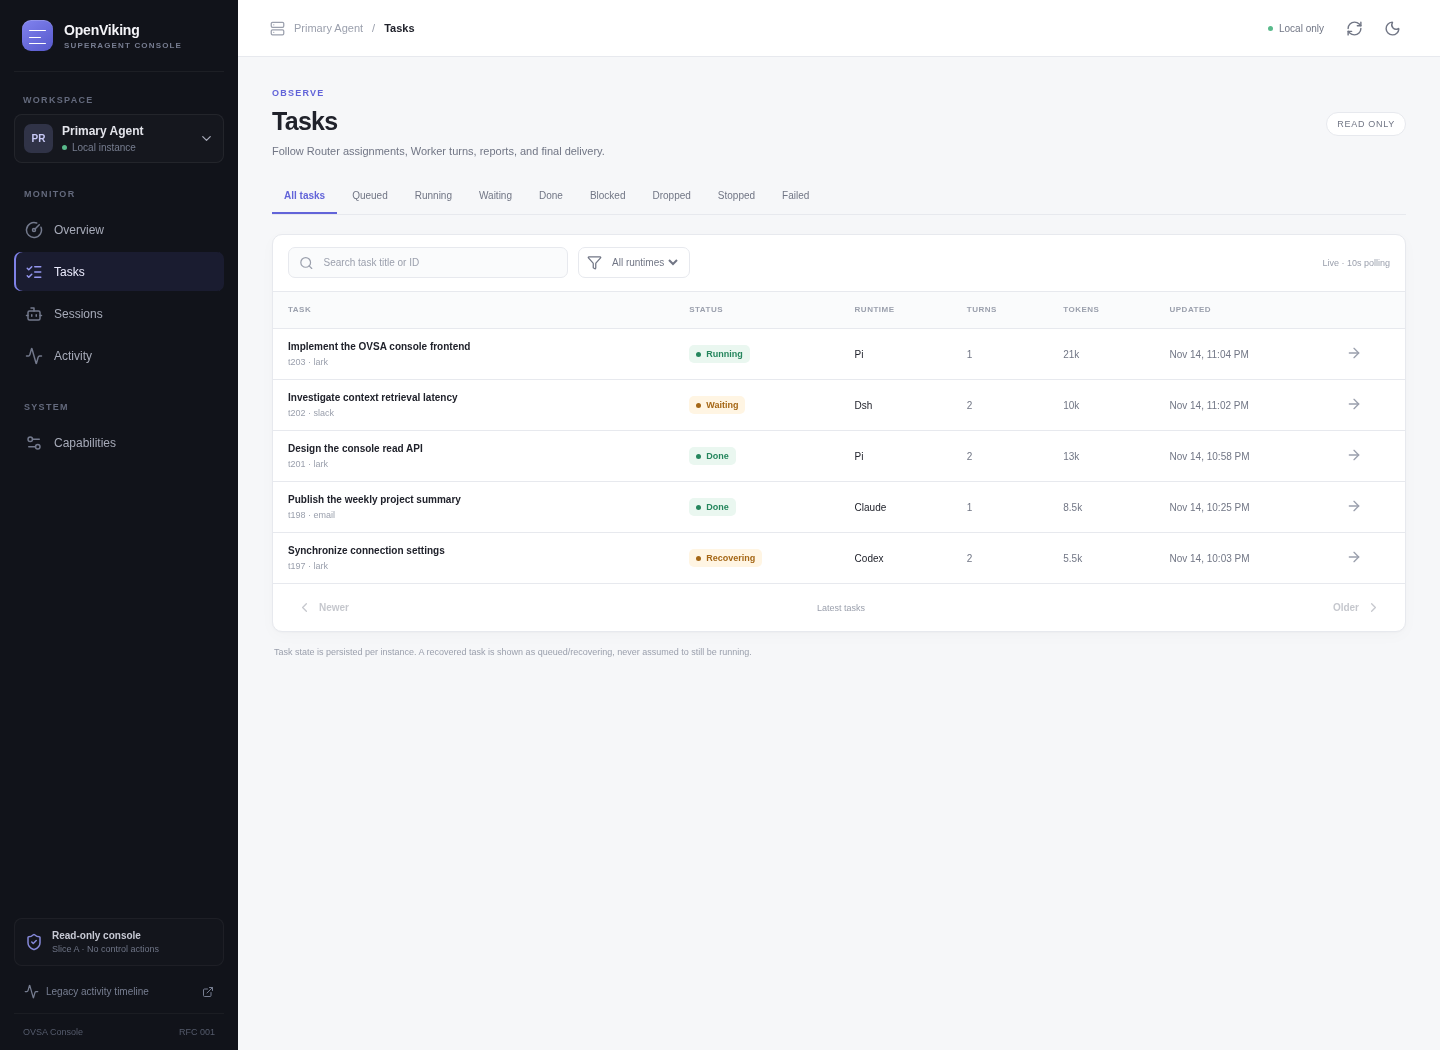 OpenViking
SUPERAGENT CONSOLE
WORKSPACE
PR
Primary Agent
Local instance
MONITOR
Overview
Tasks
Sessions
Activity
SYSTEM
Capabilities
Read-only console
Slice A · No control actions
Legacy activity timeline
OVSA Console RFC 001
Primary Agent / Tasks
Local only
OBSERVE
Tasks
READ ONLY
Follow Router assignments, Worker turns, reports, and final delivery.
All tasks Queued Running Waiting Done Blocked Dropped Stopped Failed
Search task title or ID All runtimes Live · 10s polling
TASK STATUS RUNTIME TURNS TOKENS UPDATED
Implement the OVSA console frontend
t203 · lark
Running Pi 1 21k Nov 14, 11:04 PM
Investigate context retrieval latency
t202 · slack
Waiting Dsh 2 10k Nov 14, 11:02 PM
Design the console read API
t201 · lark
Done Pi 2 13k Nov 14, 10:58 PM
Publish the weekly project summary
t198 · email
Done Claude 1 8.5k Nov 14, 10:25 PM
Synchronize connection settings
t197 · lark
Recovering Codex 2 5.5k Nov 14, 10:03 PM
Newer Latest tasks Older
Task state is persisted per instance. A recovered task is shown as queued/recovering, never assumed to still be running.